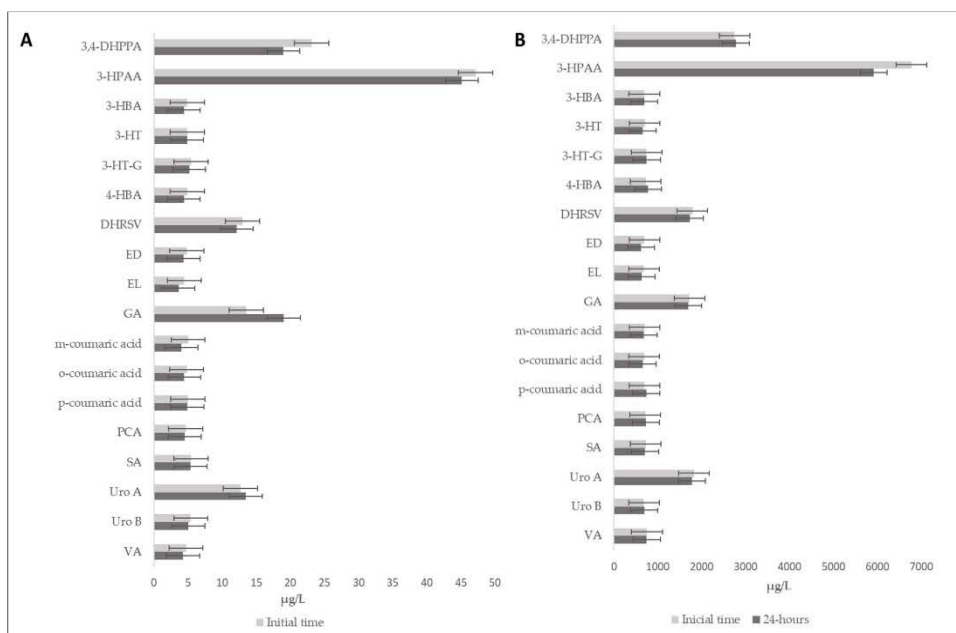 A
3,4-DHPPA
3-HPAA
3-HBA
3-HT
3-HT-G
4-HBA
DHRSV
ED
EL
GA
m-coumaric acid
o-coumaric acid
p-coumaric acid
PCA
SA
Uro A
Uro B
VA
0 5 10 15 20 25 30 35 40 45 50
µg/L
Initial time
B
3,4-DHPPA
3-HPAA
3-HBA
3-HT
3-HT-G
4-HBA
DHRSV
ED
EL
GA
m-coumaric acid
o-coumaric acid
p-coumaric acid
PCA
SA
Uro A
Uro B
VA
0 1000 2000 3000 4000 5000 6000 7000
µg/L
Inicial time 24-hours